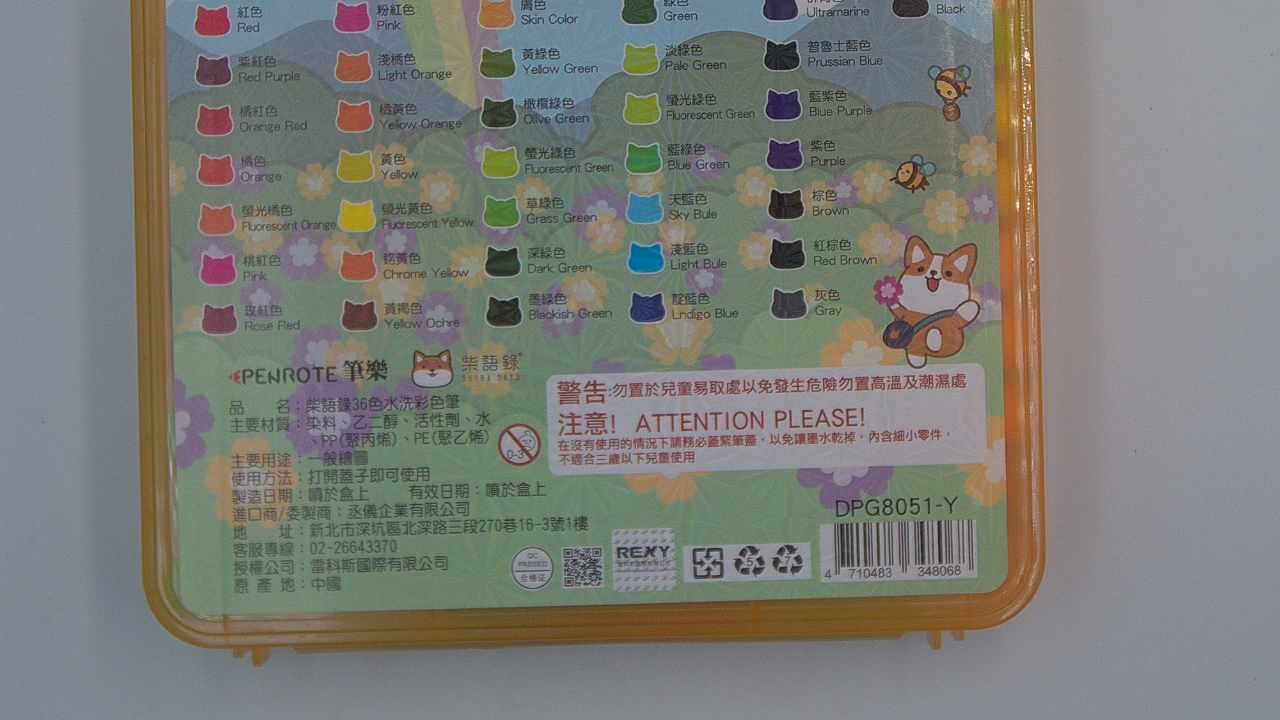 紅色 粉紅色 膚色 綠色
Red Pink Skin Color Green Ultramarine Black
紫紅色 淺橘色 黃綠色 淡綠色 普魯士藍色
Red Purple Light Orange Yellow Green Pale Green Prussian Blue
橘紅色 橘黃色 橄欖綠色 螢光綠色 藍紫色
Orange Red Yellow Orange Olive Green Fluorescent Green Blue Purple
橘色 黃色 螢光綠色 藍綠色 紫色
Orange Yellow Fluorescent Green Blue Green Purple
螢光橘色 螢光黃色 草綠色 天藍色 棕色
Fluorescent Orange Fluorescent Yellow Grass Green Sky Bule Brown
桃紅色 鉻黃色 深綠色 淺藍色 紅棕色
Pink Chrome Yellow Dark Green Light Bule Red Brown
玫紅色 黃褐色 墨綠色 靛藍色 灰色
Rose Red Yellow Ochre Blackish Green Lndigo Blue Gray
PENROTE 筆樂 柴語錄
SHIBA SAYS
品 名：柴語錄36色水洗彩色筆
主要材質：染料、乙二醇、活性劑、水
、PP(聚丙烯)、PE(聚乙烯)
0-3
主要用途：一般繪圖
使用方法：打開蓋子即可使用
製造日期：噴於盒上 有效日期：噴於盒上
進口商/委製商：丞儀企業有限公司
地 址：新北市深坑區北深路三段270巷16-3號1樓
客服專線：02-26643370
授權公司：雷科斯國際有限公司
原 產 地：中國
警告:勿置於兒童易取處以免發生危險勿置高溫及潮濕處
注意! ATTENTION PLEASE!
在沒有使用的情況下請務必蓋緊筆蓋，以免讓墨水乾掉，內含細小零件，
不適合三歲以下兒童使用
QC
PASSED
合格证
REXY
5 7
DPG8051-Y
4 710483 348068